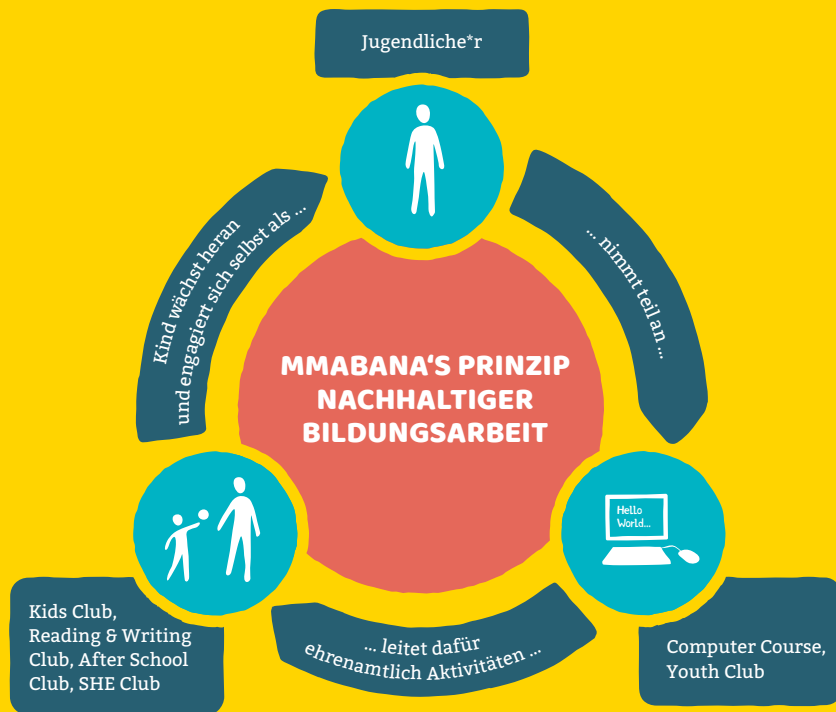 Jugendliche*r
... nimmt teil an ...
Kind wächst heran
und engagiert sich selbst als ...
MMABANA‘S PRINZIP
NACHHALTIGER
BILDUNGSARBEIT
Hello
World...
Kids Club,
Reading & Writing
Club, After School
Club, SHE Club
... leitet dafür
ehrenamtlich Aktivitäten ...
Computer Course,
Youth Club